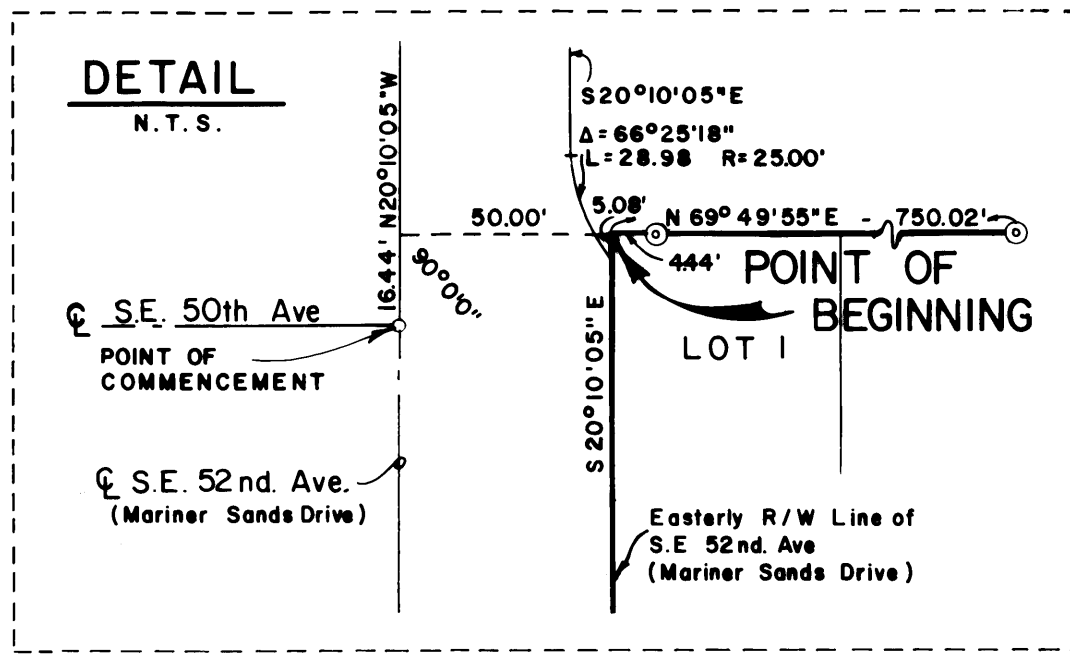 DETAIL
N.T.S.
16.44' N20°10'05"W
S20°10'05"E
Δ=66°25'18"
L=28.98 R=25.00'
50.00'
5.08'
N 69° 49'55"E - 750.02'
4.44'
90°0'0"
POINT OF
BEGINNING
LOT 1
℄ S.E. 50th Ave
POINT OF
COMMENCEMENT
S 20°10'05" E
℄ S.E. 52nd. Ave.
(Mariner Sands Drive)
Easterly R/W Line of
S.E 52nd. Ave
(Mariner Sands Drive)